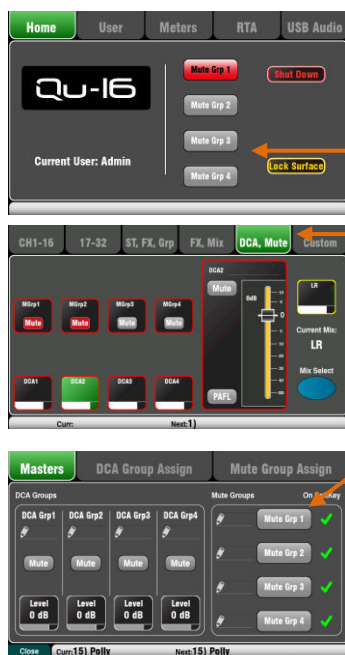 Home User Meters RTA USB Audio
Qu-16
Current User: Admin
Mute Grp 1
Mute Grp 2
Mute Grp 3
Mute Grp 4
Shut Down
Lock Surface
CH1-16 17-32 ST, FX, Grp FX, Mix DCA, Mute Custom
MGrp1 MGrp2 MGrp3 MGrp4
Mute Mute Mute Mute
DCA1 DCA2 DCA3 DCA4
DCA2
Mute
0dB
0
PAFL
LR
Current Mix:
LR
Mix Select
Curr: Next:1)
Masters DCA Group Assign Mute Group Assign
DCA Groups
DCA Grp1 DCA Grp2 DCA Grp3 DCA Grp4
Mute Mute Mute Mute
Level Level Level Level
0 dB 0 dB 0 dB 0 dB
Mute Groups
Mute Grp 1
Mute Grp 2
Mute Grp 3
Mute Grp 4
Close Curr:15) Polly Next:15) Polly